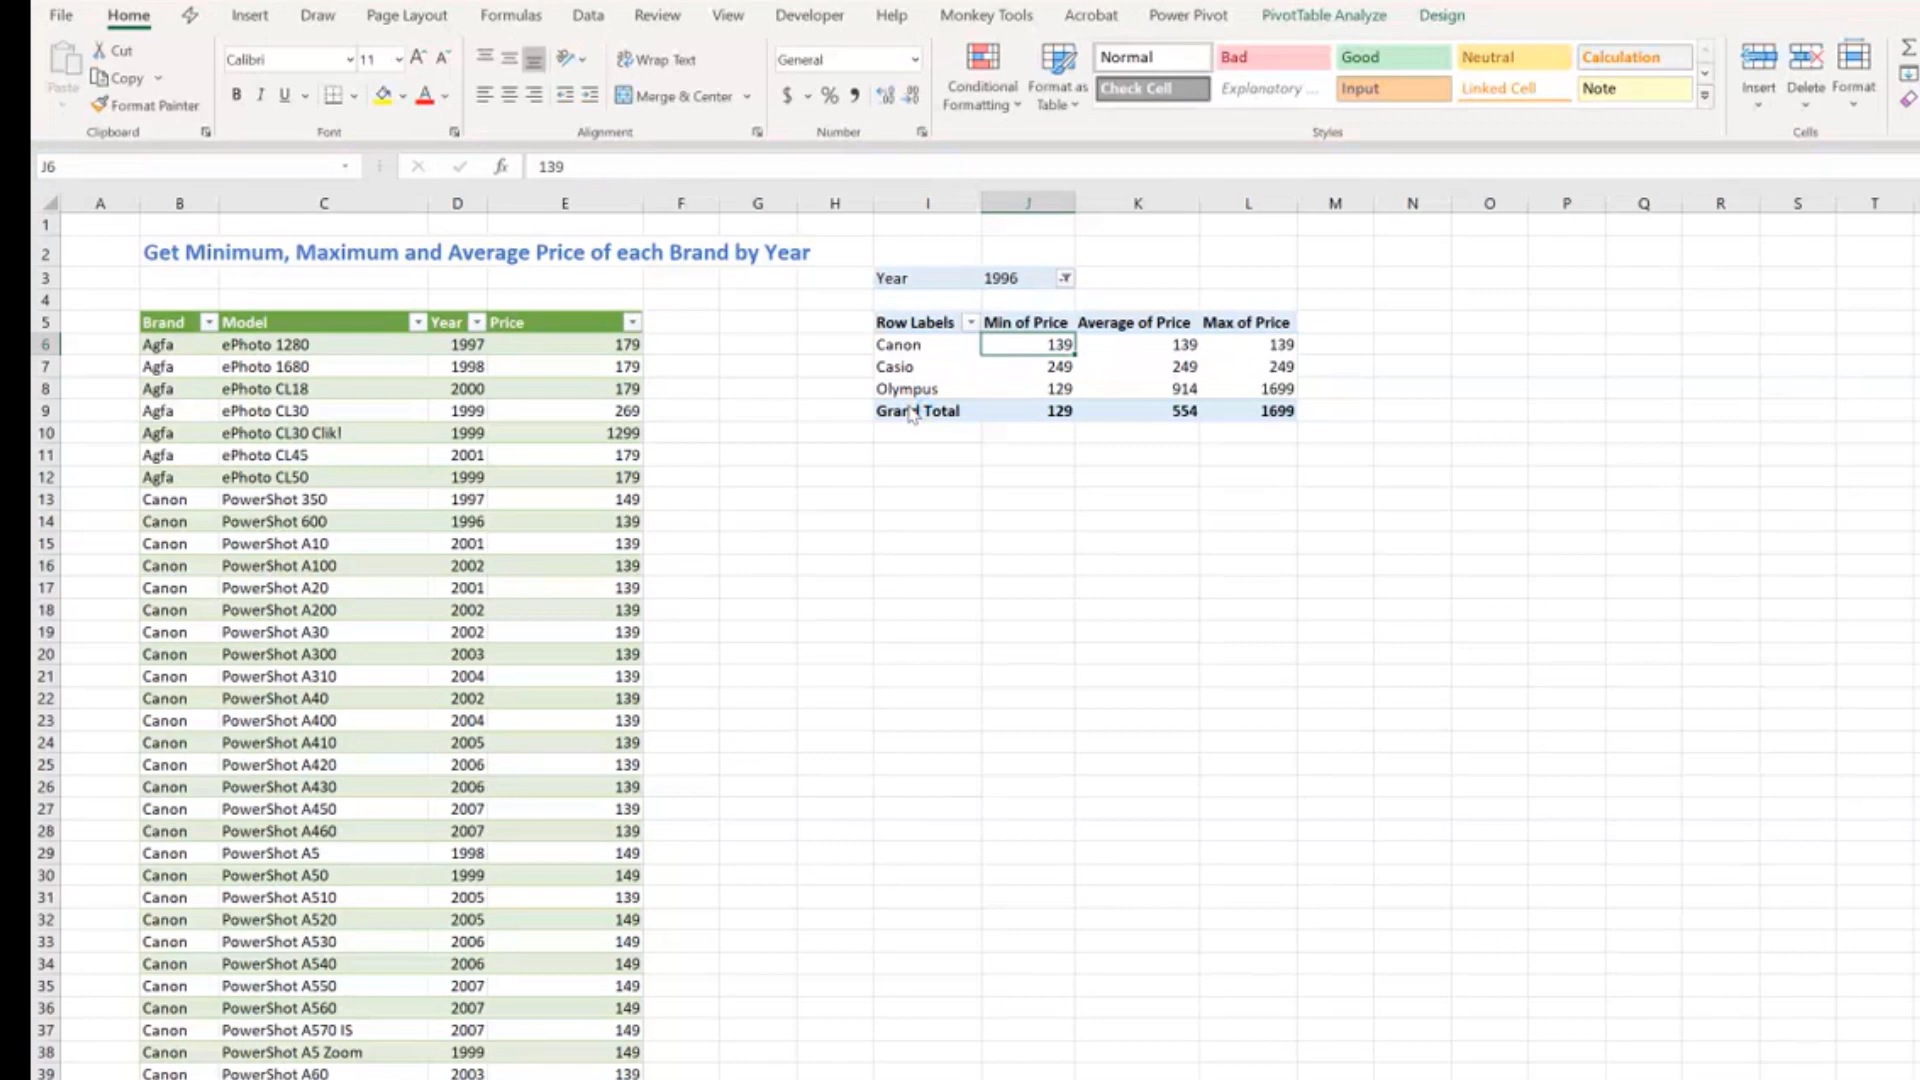 File Home Insert Draw Page Layout Formulas Data Review View Developer Help Monkey Tools Acrobat Power Pivot PivotTable Analyze Design
Paste Cut Copy Format Painter Clipboard
Calibri 11 A A B I U A Font
Wrap Text Merge & Center Alignment
General $ % Number
Conditional Formatting Format as Table
Normal Bad Good Neutral Calculation
Check Cell Explanatory ... Input Linked Cell Note
Styles
Insert Delete Format Cells
J6 fx 139
A B C D E F G H I J K L M N O P Q R S T
1
2 Get Minimum, Maximum and Average Price of each Brand by Year
3 Year 1996
4
5 Brand Model Year Price Row Labels Min of Price Average of Price Max of Price
6 Agfa ePhoto 1280 1997 179 Canon 139 139 139
7 Agfa ePhoto 1680 1998 179 Casio 249 249 249
8 Agfa ePhoto CL18 2000 179 Olympus 129 914 1699
9 Agfa ePhoto CL30 1999 269 Grand Total 129 554 1699
10 Agfa ePhoto CL30 Clik! 1999 1299
11 Agfa ePhoto CL45 2001 179
12 Agfa ePhoto CL50 1999 179
13 Canon PowerShot 350 1997 149
14 Canon PowerShot 600 1996 139
15 Canon PowerShot A10 2001 139
16 Canon PowerShot A100 2002 139
17 Canon PowerShot A20 2001 139
18 Canon PowerShot A200 2002 139
19 Canon PowerShot A30 2002 139
20 Canon PowerShot A300 2003 139
21 Canon PowerShot A310 2004 139
22 Canon PowerShot A40 2002 139
23 Canon PowerShot A400 2004 139
24 Canon PowerShot A410 2005 139
25 Canon PowerShot A420 2006 139
26 Canon PowerShot A430 2006 139
27 Canon PowerShot A450 2007 139
28 Canon PowerShot A460 2007 139
29 Canon PowerShot A5 1998 149
30 Canon PowerShot A50 1999 149
31 Canon PowerShot A510 2005 139
32 Canon PowerShot A520 2005 149
33 Canon PowerShot A530 2006 149
34 Canon PowerShot A540 2006 149
35 Canon PowerShot A550 2007 149
36 Canon PowerShot A560 2007 149
37 Canon PowerShot A570 IS 2007 149
38 Canon PowerShot A5 Zoom 1999 149
39 Canon PowerShot A60 2003 139